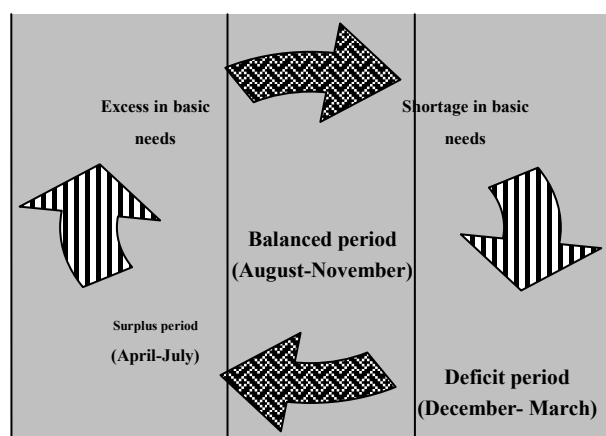 Excess in basic
needs
Shortage in basic
needs
Balanced period
(August-November)
Surplus period
(April-July)
Deficit period
(December- March)